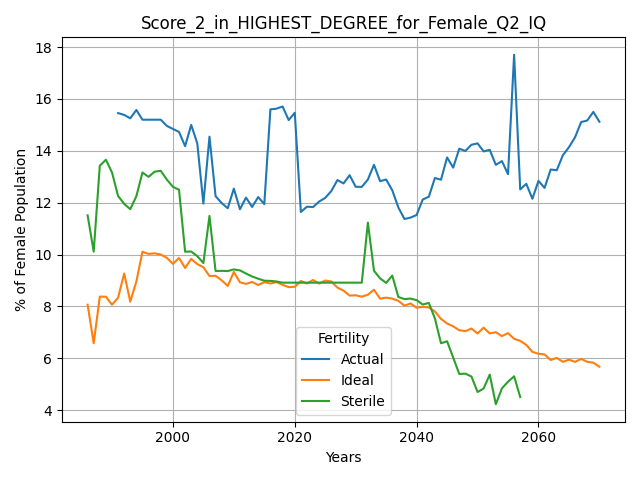 Score_2_in_HIGHEST_DEGREE_for_Female_Q2_IQ
% of Female Population
18
16
14
12
10
8
6
4
Fertility
Actual
Ideal
Sterile
2000 2020 2040 2060
Years